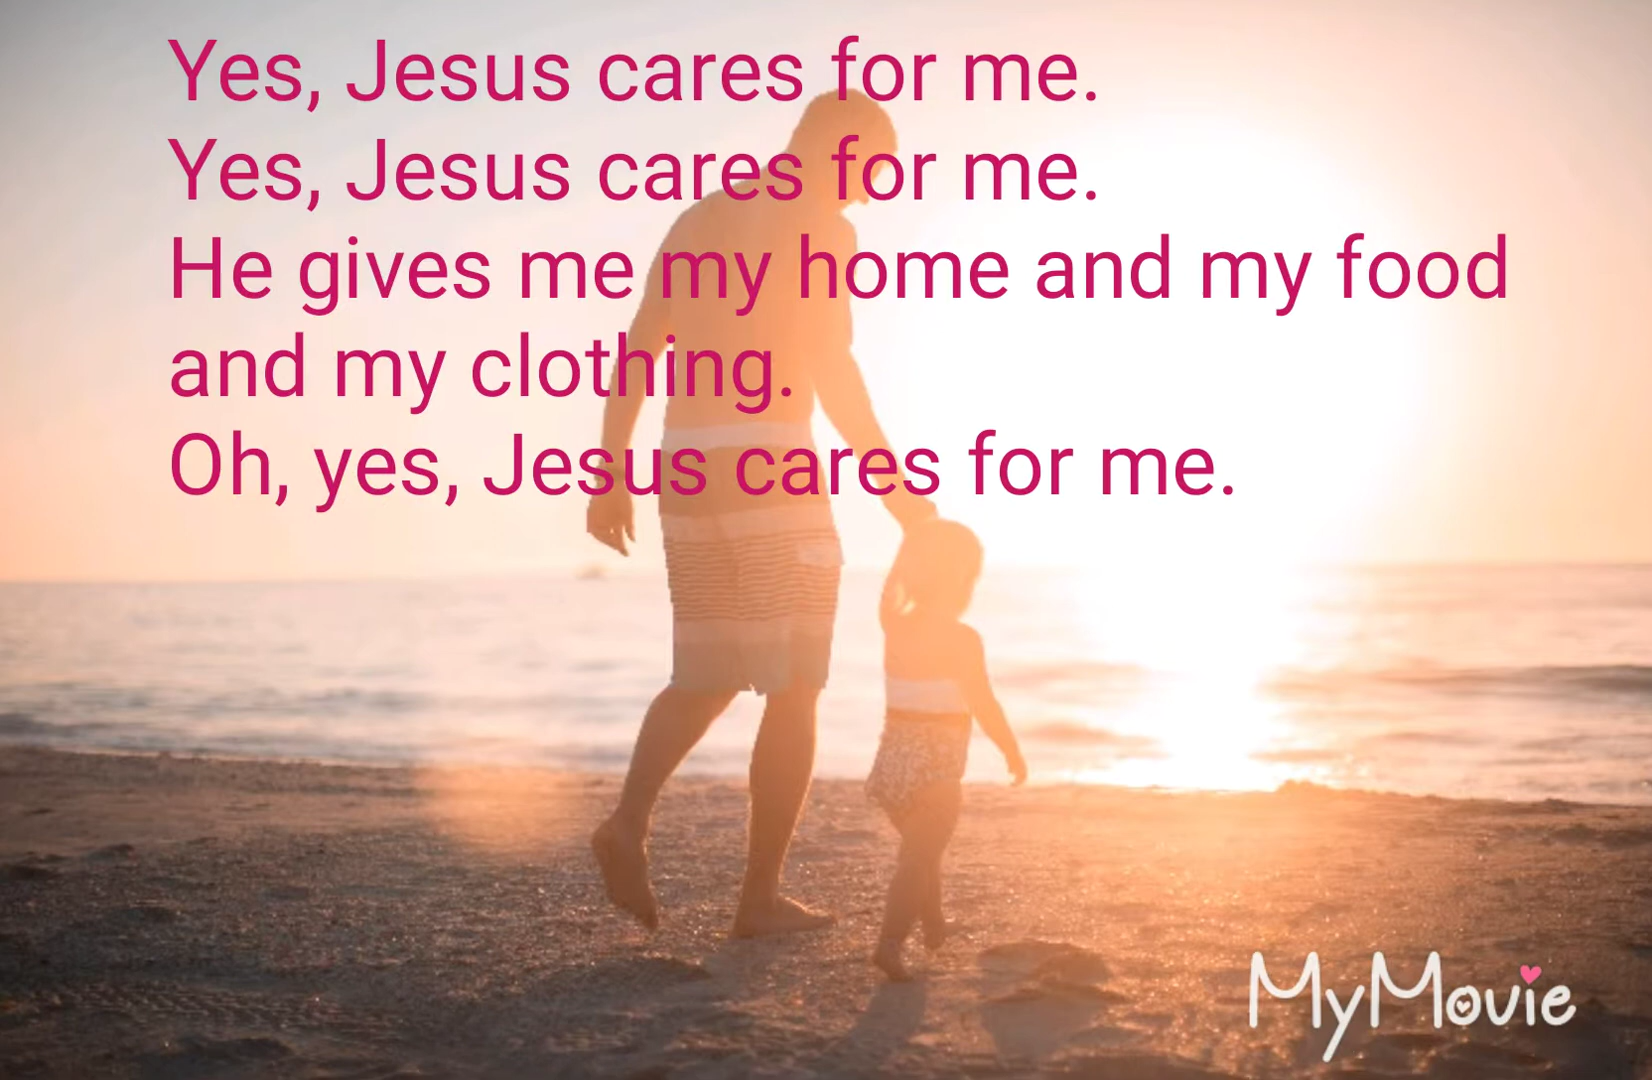 Yes, Jesus cares for me.
Yes, Jesus cares for me.
He gives me my home and my food
and my clothing.
Oh, yes, Jesus cares for me.
MyMovie